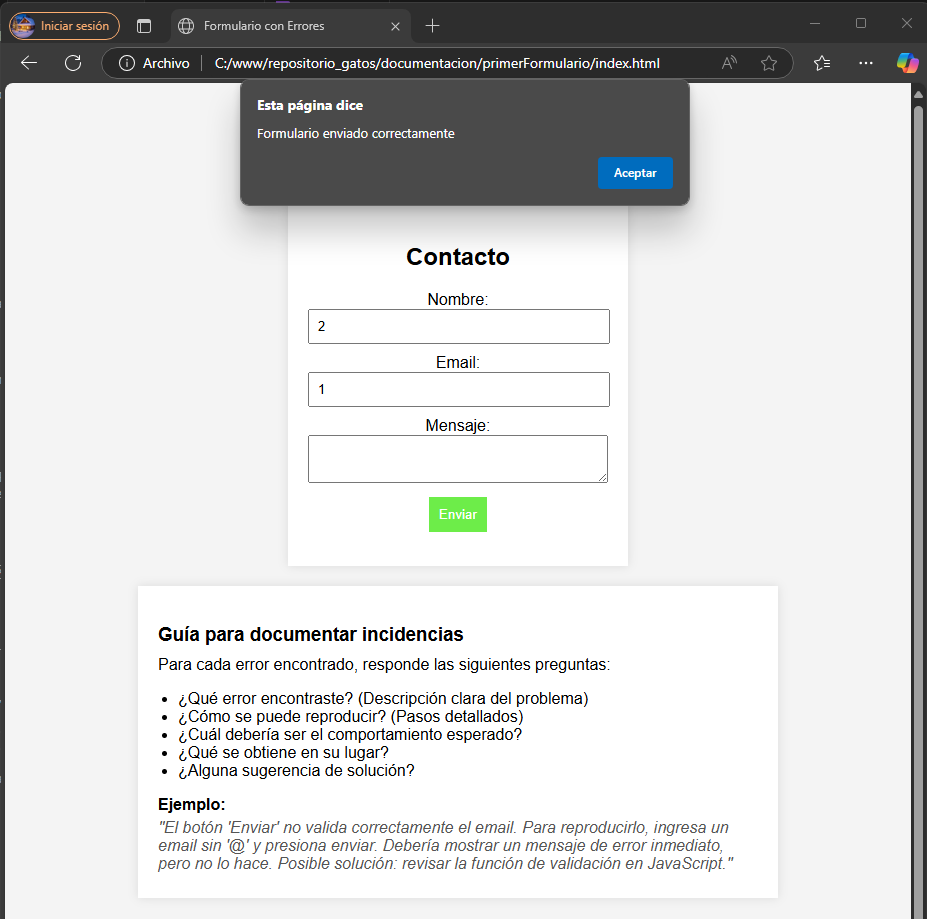 Iniciar sesión
Formulario con Errores
Archivo
C:/www/repositorio_gatos/documentacion/primerFormulario/index.html
Esta página dice
Formulario enviado correctamente
Aceptar
Contacto
Nombre:
2
Email:
1
Mensaje:
Enviar
Guía para documentar incidencias
Para cada error encontrado, responde las siguientes preguntas:
• ¿Qué error encontraste? (Descripción clara del problema)
• ¿Cómo se puede reproducir? (Pasos detallados)
• ¿Cuál debería ser el comportamiento esperado?
• ¿Qué se obtiene en su lugar?
• ¿Alguna sugerencia de solución?
Ejemplo:
"El botón 'Enviar' no valida correctamente el email. Para reproducirlo, ingresa un
email sin '@' y presiona enviar. Debería mostrar un mensaje de error inmediato,
pero no lo hace. Posible solución: revisar la función de validación en JavaScript."